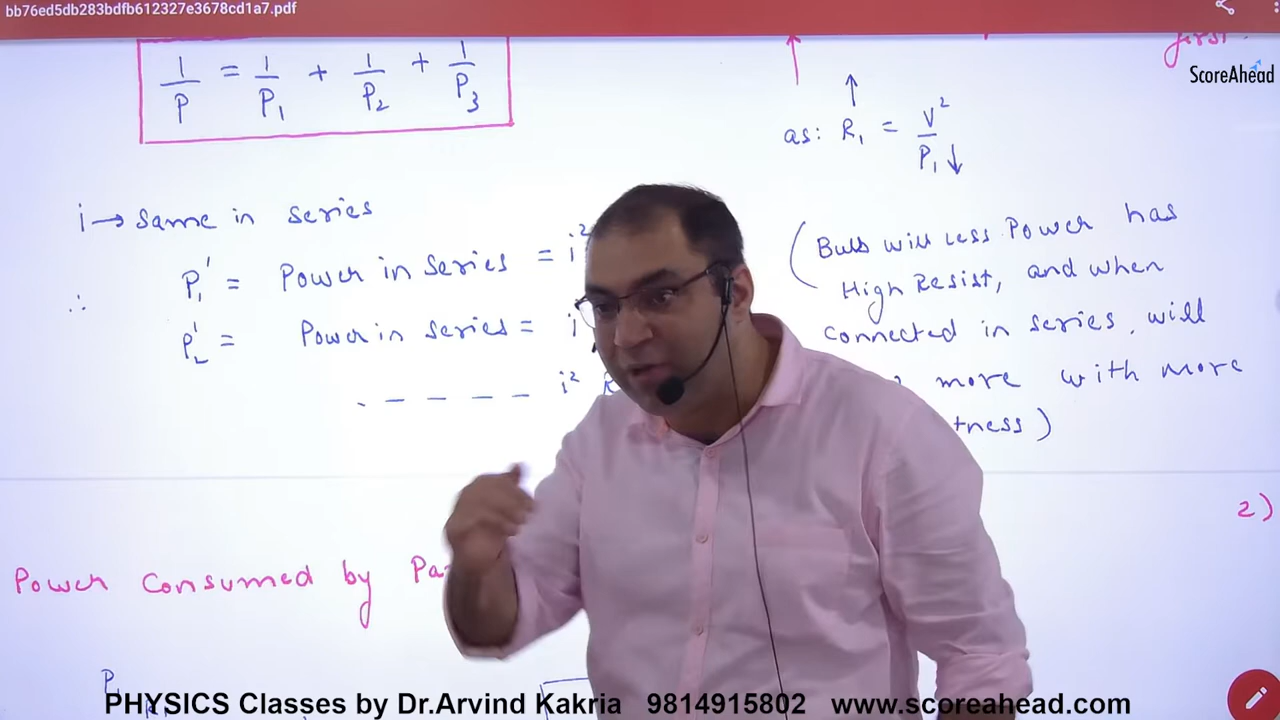 bb76ed5db283bdfb612327e3678cd1a7.pdf
1/P = 1/P1 + 1/P2 + 1/P3
first.
ScoreAhead
as: R1 = V²/P1↓
i → same in series
∴ P1' = Power in series = i²
P2' = Power in series = i
. – – – – – i² R
(Bulb will less Power has
High Resist, and when
connected in series, will
more with more
tness)
2)
Power consumed by Pa
P1
PHYSICS Classes by Dr.Arvind Kakria 9814915802 www.scoreahead.com